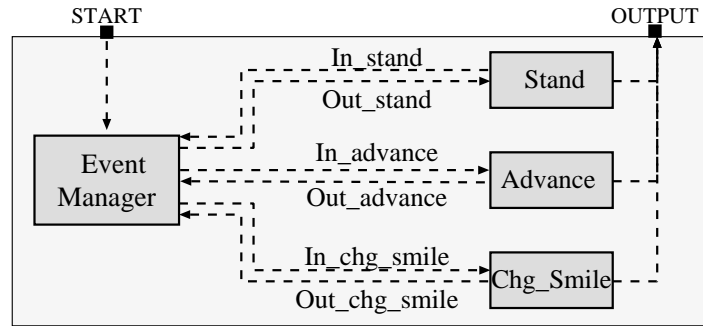 START
OUTPUT
In_stand
Stand
Out_stand
Event
Manager
In_advance
Advance
Out_advance
In_chg_smile
Chg_Smile
Out_chg_smile